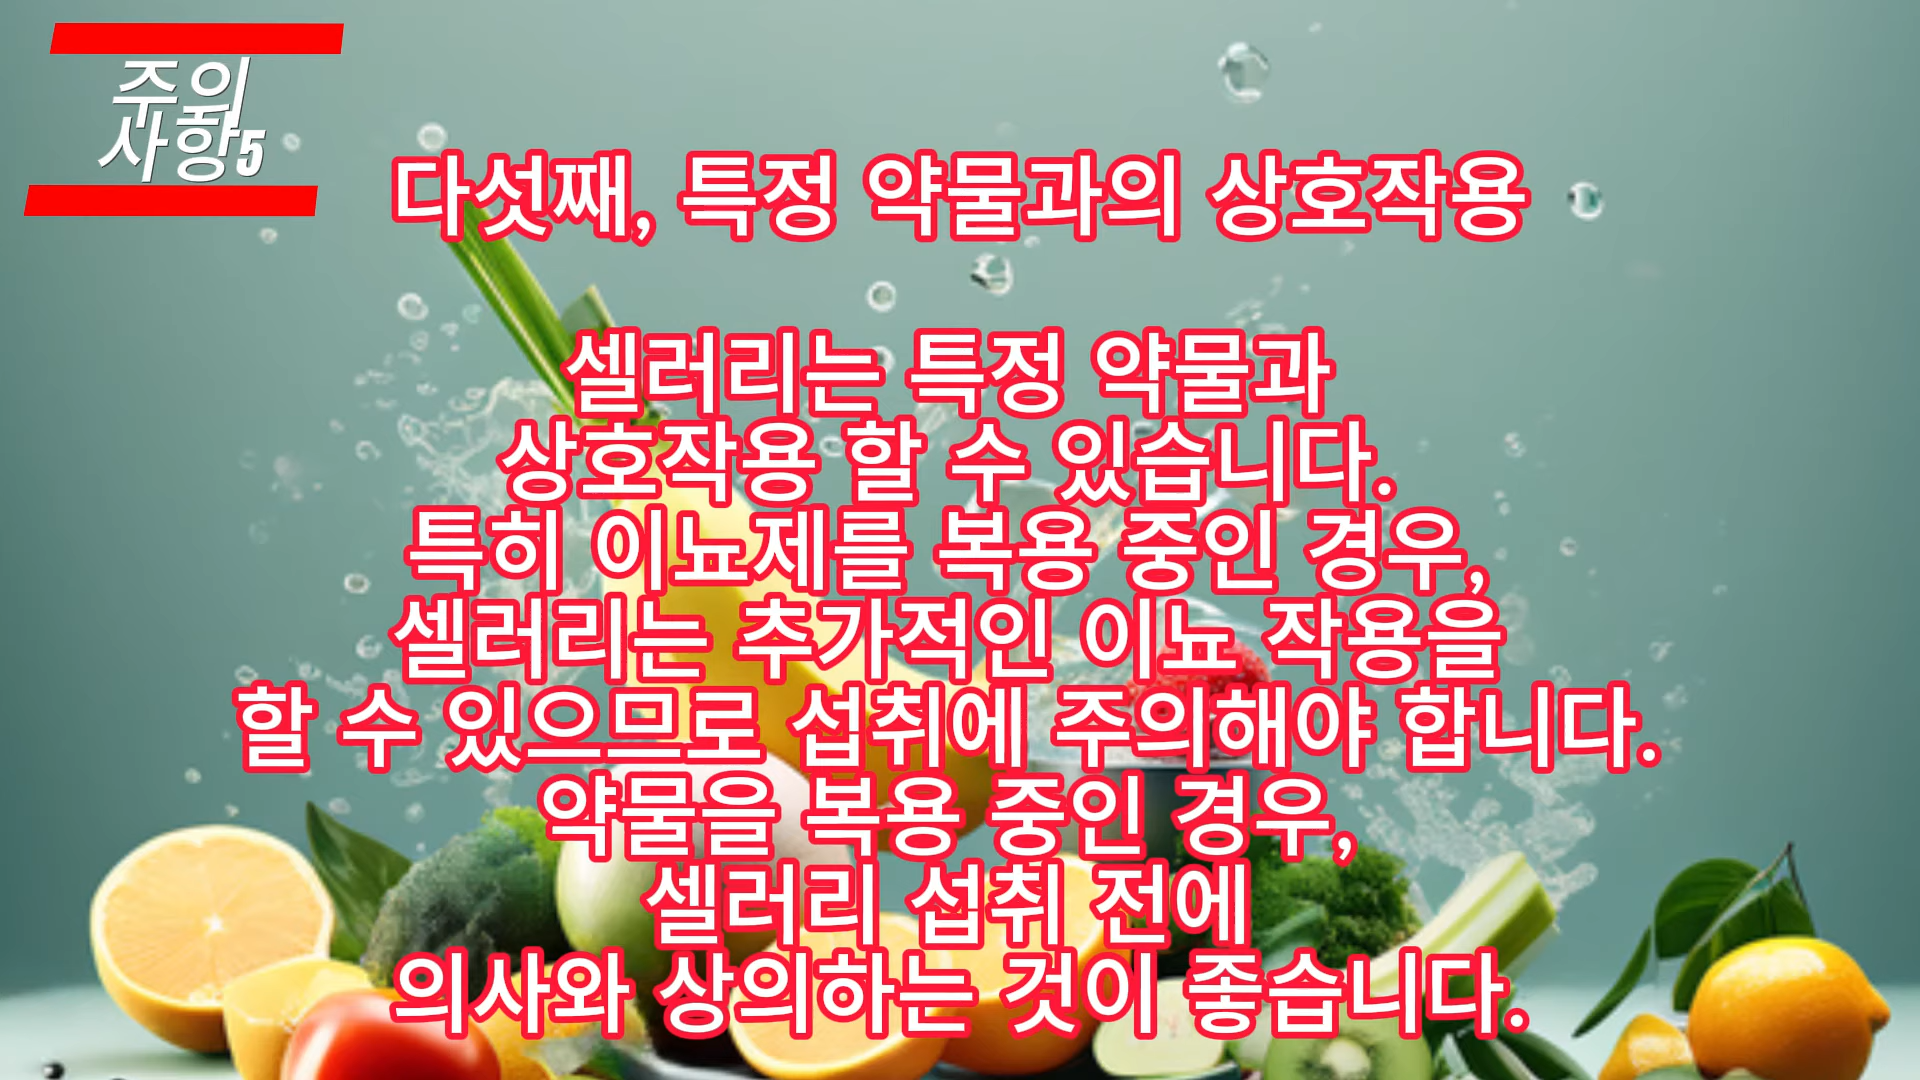 주의
사항5
다섯째, 특정 약물과의 상호작용
셀러리는 특정 약물과
상호작용 할 수 있습니다.
특히 이뇨제를 복용 중인 경우,
셀러리는 추가적인 이뇨 작용을
할 수 있으므로 섭취에 주의해야 합니다.
약물을 복용 중인 경우,
셀러리 섭취 전에
의사와 상의하는 것이 좋습니다.